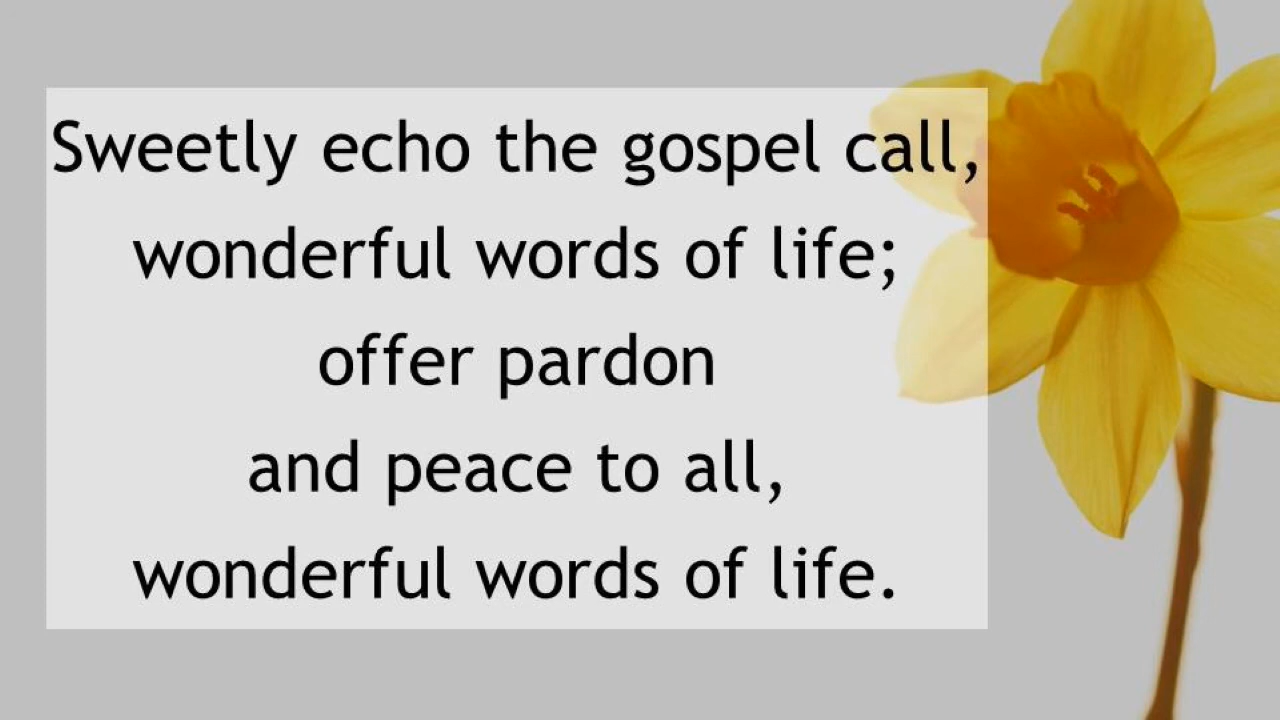 Sweetly echo the gospel call,
wonderful words of life;
offer pardon
and peace to all,
wonderful words of life.